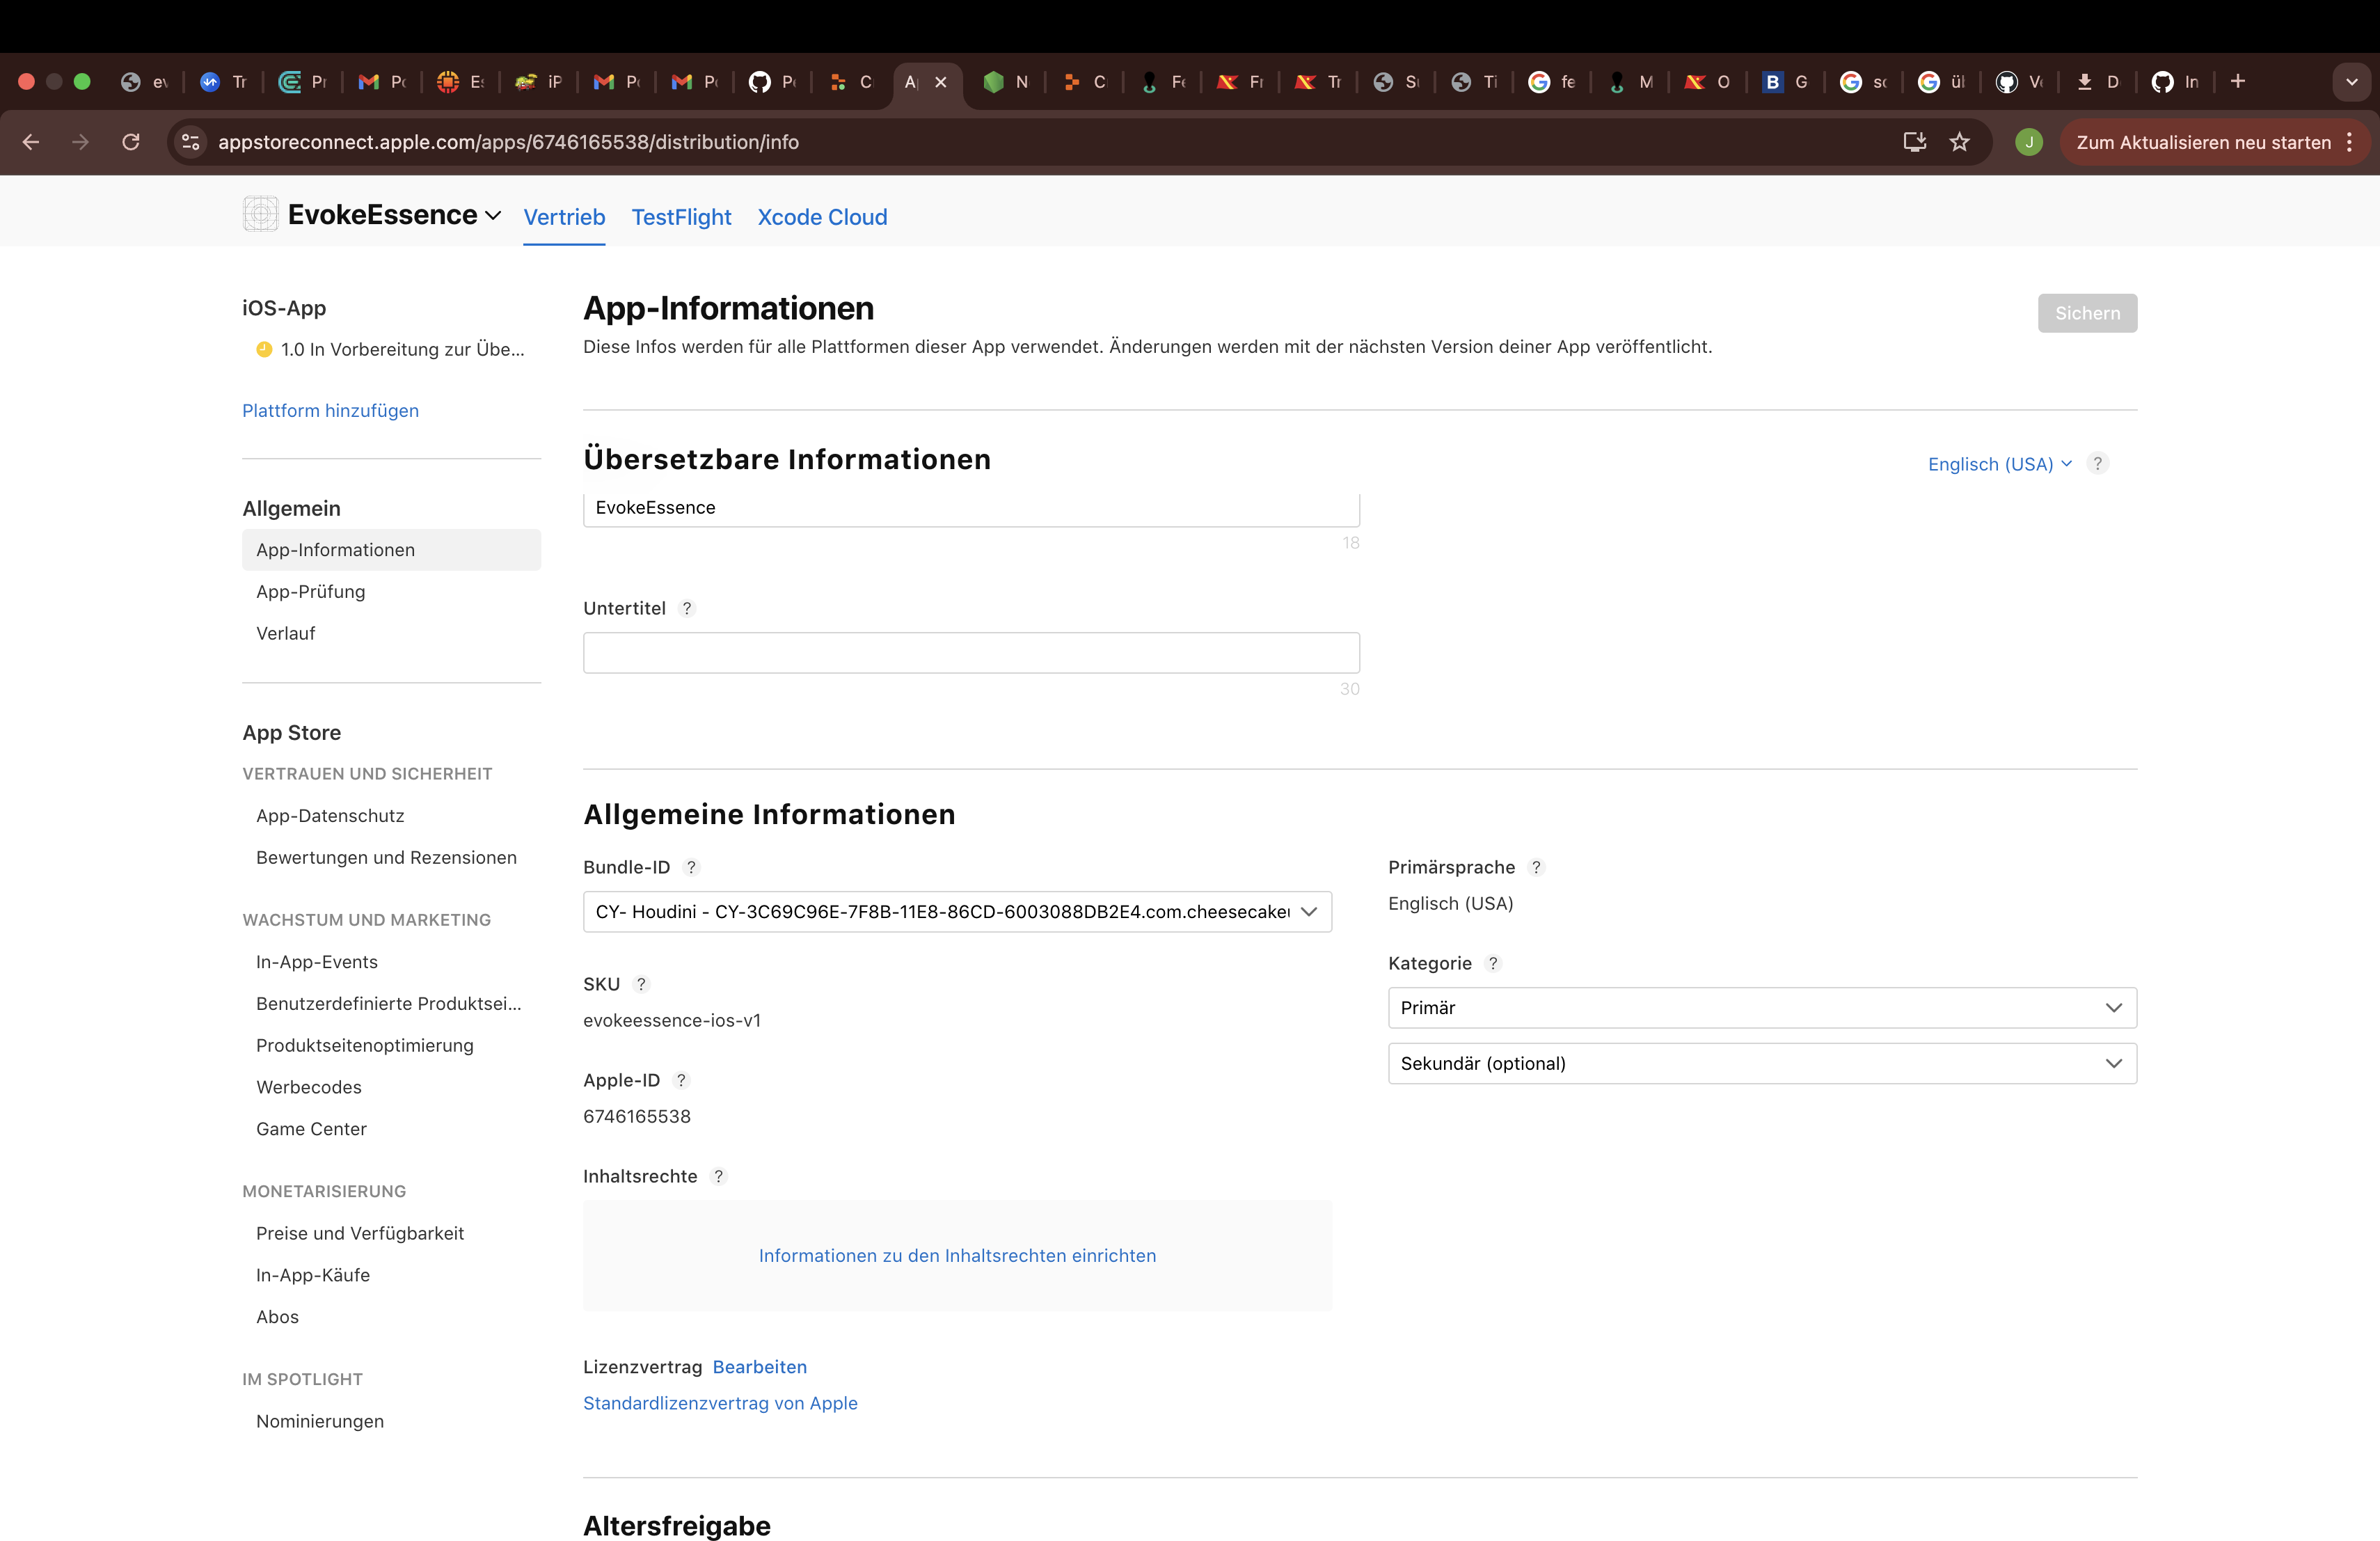 ev
Tr
Pr
Pc
Es
iP
Pc
Pc
Pe
C
A
N
C
Fe
Fr
Tr
St
Ti
fe
M
O
G
sc
ül
Ve
D
In
appstoreconnect.apple.com/apps/6746165538/distribution/info
J
Zum Aktualisieren neu starten
EvokeEssence
Vertrieb
TestFlight
Xcode Cloud
iOS-App
1.0 In Vorbereitung zur Übe...
Plattform hinzufügen
Allgemein
App-Informationen
App-Prüfung
Verlauf
App Store
VERTRAUEN UND SICHERHEIT
App-Datenschutz
Bewertungen und Rezensionen
WACHSTUM UND MARKETING
In-App-Events
Benutzerdefinierte Produktsei...
Produktseitenoptimierung
Werbecodes
Game Center
MONETARISIERUNG
Preise und Verfügbarkeit
In-App-Käufe
Abos
IM SPOTLIGHT
Nominierungen
App-Informationen
Sichern
Diese Infos werden für alle Plattformen dieser App verwendet. Änderungen werden mit der nächsten Version deiner App veröffentlicht.
Übersetzbare Informationen
Englisch (USA) ?
EvokeEssence
18
Untertitel ?
30
Allgemeine Informationen
Bundle-ID ?
CY- Houdini - CY-3C69C96E-7F8B-11E8-86CD-6003088DB2E4.com.cheesecake
SKU ?
evokeessence-ios-v1
Apple-ID ?
6746165538
Inhaltsrechte ?
Informationen zu den Inhaltsrechten einrichten
Lizenzvertrag Bearbeiten
Standardlizenzvertrag von Apple
Primärsprache ?
Englisch (USA)
Kategorie ?
Primär
Sekundär (optional)
Altersfreigabe